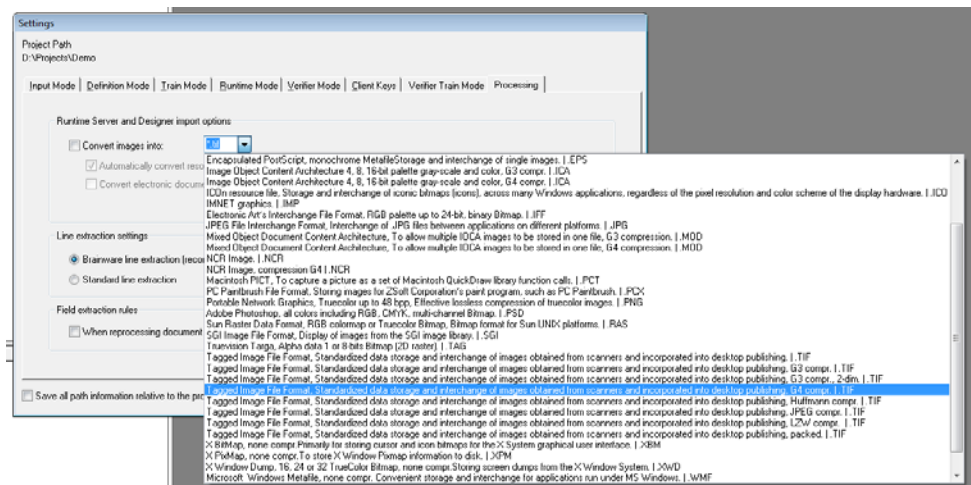 Settings
Project Path
D:\Projects\Demo
Input Mode Definition Mode Train Mode Runtime Mode Verifier Mode Client Keys Verifier Train Mode Processing
Runtime Server and Designer import options
Convert images into:
Automatically convert reso
Convert electronic docume
Line extraction settings
Brainware line extraction (reco
Standard line extraction
Field extraction rules
When reprocessing document
Save all path information relative to the pro
Encapsulated PostScript, monochrome MetafileStorage and interchange of single images. | .EPS
Image Object Content Architecture 4, 8, 16-bit palette gray-scale and color, G3 compr. | .ICA
Image Object Content Architecture 4, 8, 16-bit palette gray-scale and color, G4 compr. | .ICA
ICOn resource file, Storage and interchange of iconic bitmaps (icons), across many Windows applications, regardless of the pixel resolution and color scheme of the display hardware. | .ICO
IMNET graphics. | .IMP
Electronic Art's Interchange File Format, RGB palette up to 24-bit, binary Bitmap. | .IFF
JPEG File Interchange Format, Interchange of .JPG files between applications on different platforms. | .JPG
Mixed Object Document Content Architecture, To allow multiple IOCA images to be stored in one file, G3 compression. | .MOD
Mixed Object Document Content Architecture, To allow multiple IOCA images to be stored in one file, G4 compression. | .MOD
NCR Image. | .NCR
NCR Image, compression G4 | .NCR
Macintosh PICT, To capture a picture as a set of Macintosh QuickDraw library function calls. | .PCT
PC Paintbrush File Format, Storing images for ZSoft Corporation's paint program, such as PC Paintbrush. | .PCX
Portable Network Graphics, Truecolor up to 48 bpp, Effective lossless compression of truecolor images. | .PNG
Adobe Photoshop, all colors including RGB, CMYK, multi-channel Bitmap. | .PSD
Sun Raster Data Format, RGB colormap or Truecolor Bitmap, Bitmap format for Sun UNIX platforms. | .RAS
SGI Image File Format, Display of images from the SGI image library. | .SGI
Truevision Targa, Alpha data 1 or 8-bits Bitmap (2D raster). | .TAG
Tagged Image File Format, Standardized data storage and interchange of images obtained from scanners and incorporated into desktop publishing. | .TIF
Tagged Image File Format, Standardized data storage and interchange of images obtained from scanners and incorporated into desktop publishing, G3 compr. | .TIF
Tagged Image File Format, Standardized data storage and interchange of images obtained from scanners and incorporated into desktop publishing, G3 compr., 2-dim. | .TIF
Tagged Image File Format, Standardized data storage and interchange of images obtained from scanners and incorporated into desktop publishing, G4 compr. | .TIF
Tagged Image File Format, Standardized data storage and interchange of images obtained from scanners and incorporated into desktop publishing, Huffmann compr. | .TIF
Tagged Image File Format, Standardized data storage and interchange of images obtained from scanners and incorporated into desktop publishing, JPEG compr. | .TIF
Tagged Image File Format, Standardized data storage and interchange of images obtained from scanners and incorporated into desktop publishing, LZW compr. | .TIF
Tagged Image File Format, Standardized data storage and interchange of images obtained from scanners and incorporated into desktop publishing, packed. | .TIF
X BitMap, none compr.Primarily for storing cursor and icon bitmaps for the X System graphical user interface. | .XBM
X PixMap, none compr.To store X Window Pixmap information to disk. | .XPM
X Window Dump, 16, 24 or 32 TrueColor Bitmap, none compr.Storing screen dumps from the X Window System. | .XWD
Microsoft Windows Metafile, none compr. Convenient storage and interchange for applications run under MS Windows. | .WMF